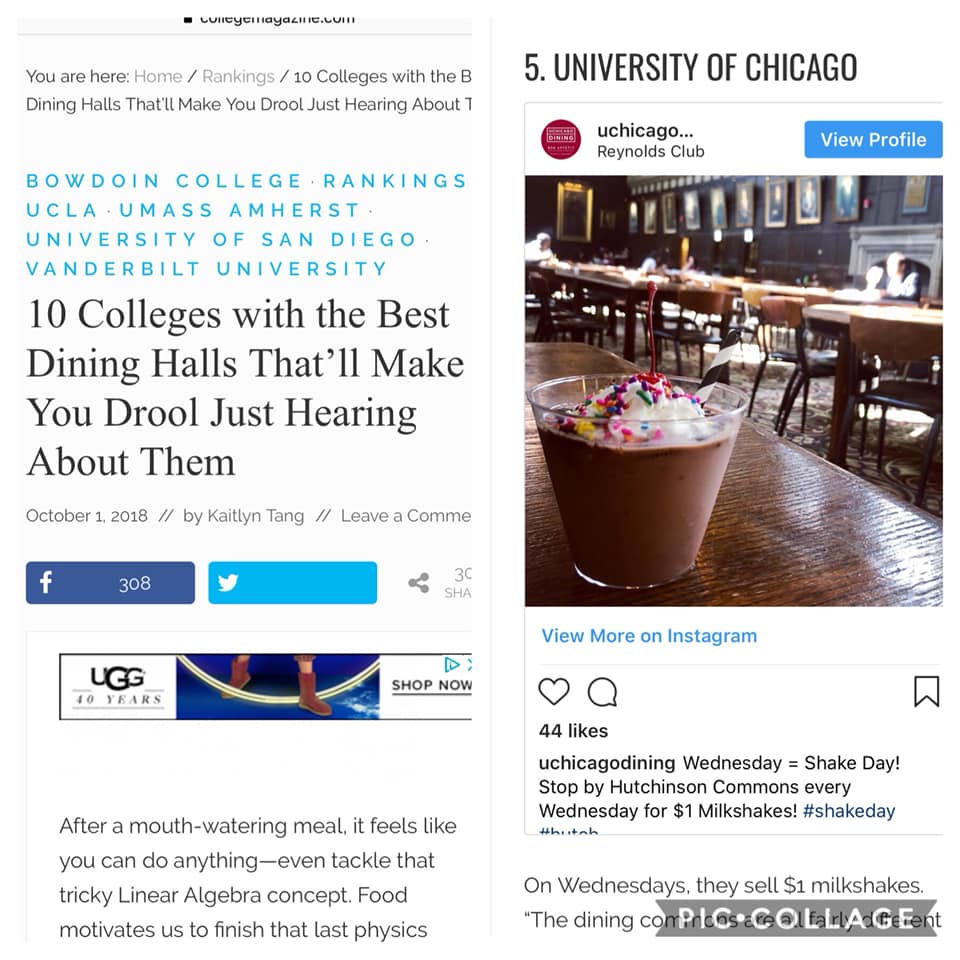 collegemagazine.com
You are here: Home / Rankings / 10 Colleges with the B
Dining Halls That'll Make You Drool Just Hearing About T
BOWDOIN COLLEGE · RANKINGS
UCLA · UMASS AMHERST ·
UNIVERSITY OF SAN DIEGO ·
VANDERBILT UNIVERSITY
10 Colleges with the Best
Dining Halls That'll Make
You Drool Just Hearing
About Them
October 1, 2018 // by Kaitlyn Tang // Leave a Comme
308
30
SHA
UGG
40 YEARS
SHOP NOW
After a mouth-watering meal, it feels like
you can do anything—even tackle that
tricky Linear Algebra concept. Food
motivates us to finish that last physics
5. UNIVERSITY OF CHICAGO
UCHICAGO
DINING
BON APPETIT
uchicago...
Reynolds Club
View Profile
View More on Instagram
44 likes
uchicagodining Wednesday = Shake Day!
Stop by Hutchinson Commons every
Wednesday for $1 Milkshakes! #shakeday
#hutch
On Wednesdays, they sell $1 milkshakes.
“The dining commons are all fairly different
PIC•COLLAGE